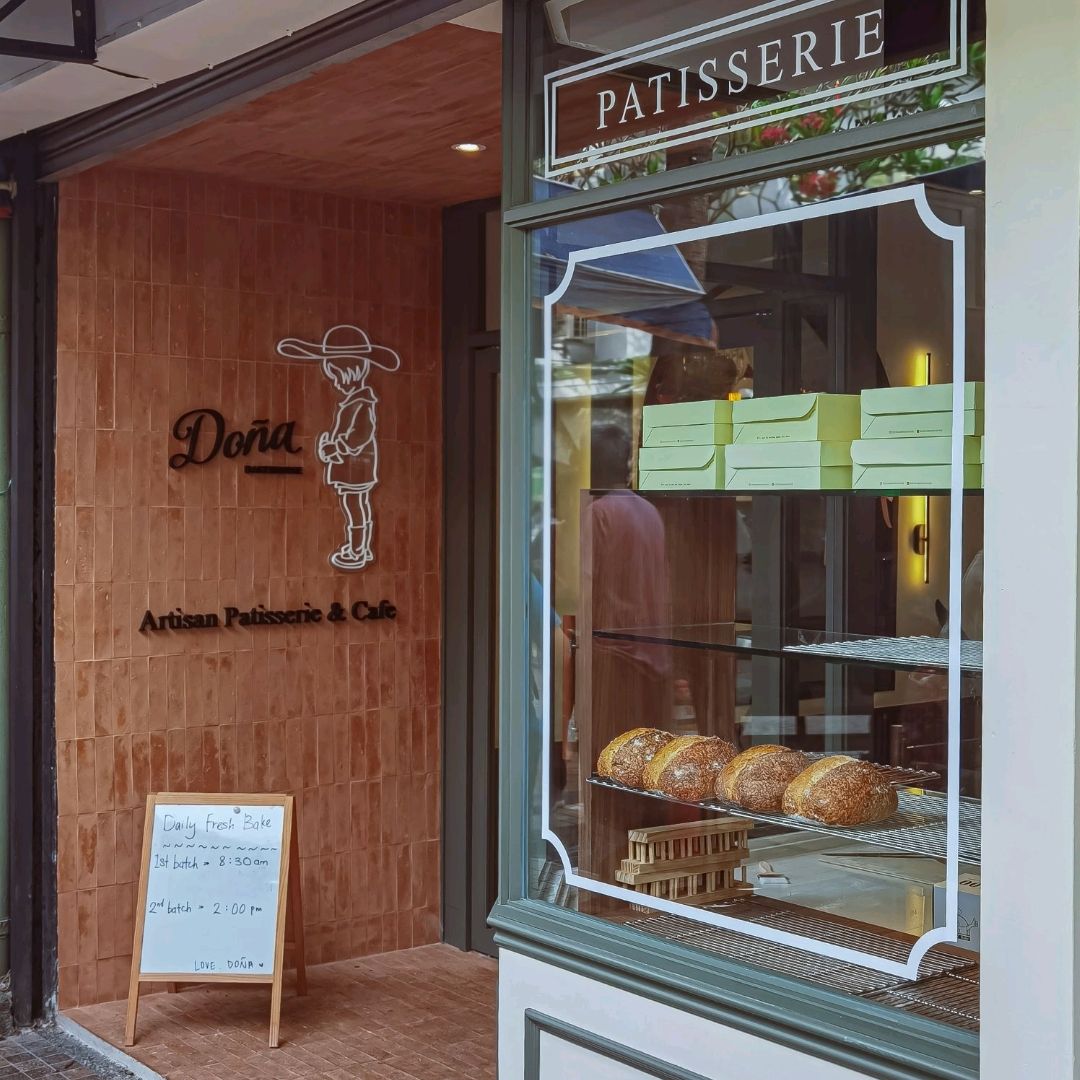 PATISSERIE
Doña
Artisan Patisserie & Cafe
Daily Fresh Bake
1st batch = 8:30am
2nd batch = 2:00 pm
LOVE. DOÑA ♥